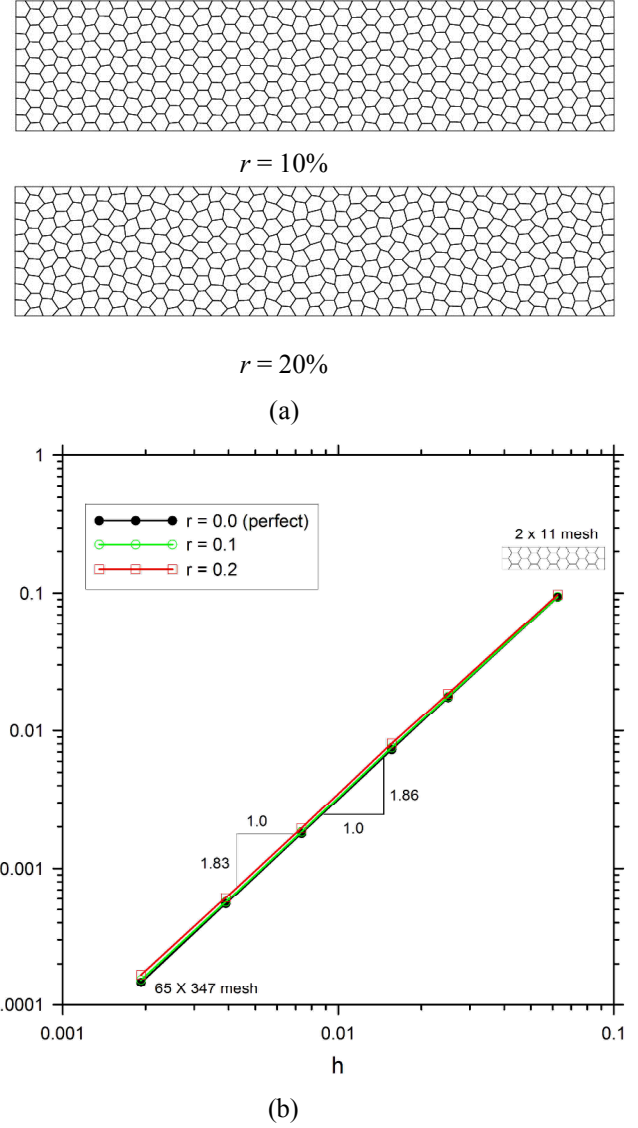 r = 10%
r = 20%
(a)
1
r = 0.0 (perfect)
r = 0.1
r = 0.2
2 x 11 mesh
0.1
0.01
1.86
1.0
1.0
1.83
0.001
65 X 347 mesh
.0001
0.001
0.01
0.1
h
(b)